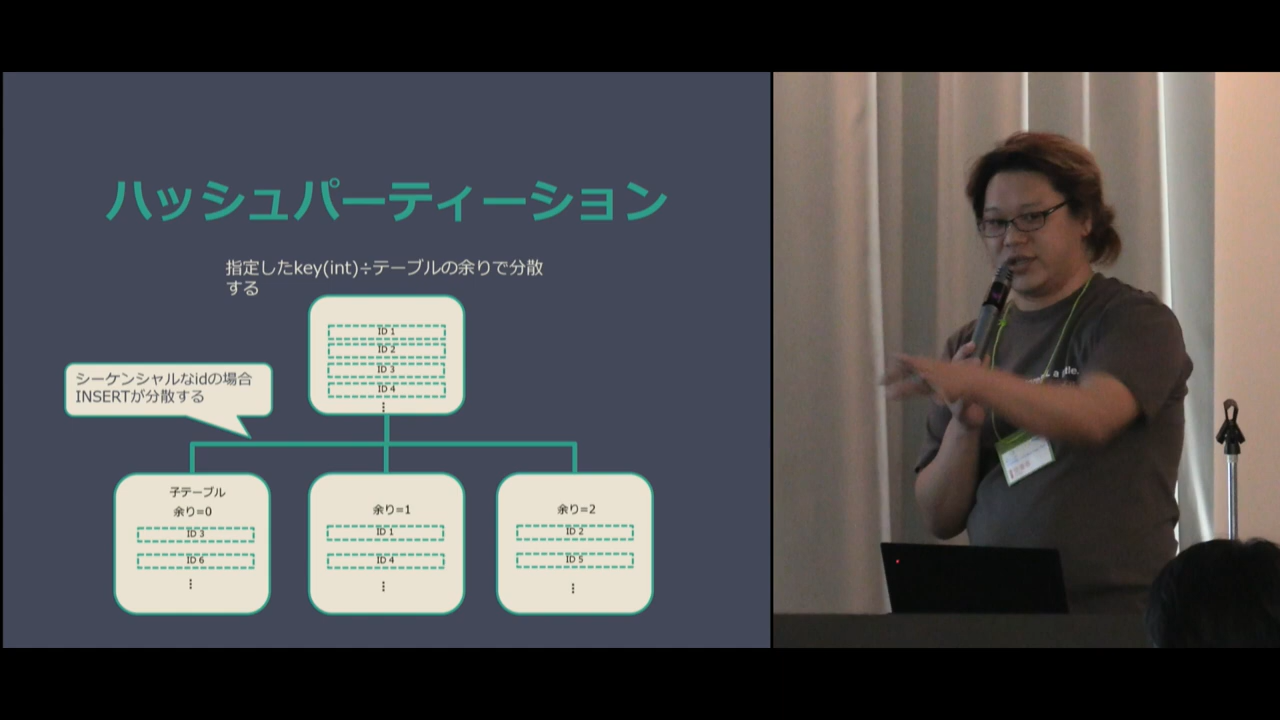 ハッシュパーティーション
指定したkey(int)÷テーブルの余りで分散
する
ID 1
ID 2
ID 3
ID 4
⋮
シーケンシャルなidの場合
INSERTが分散する
子テーブル
余り=0
ID 3
ID 6
⋮
余り=1
ID 1
ID 4
⋮
余り=2
ID 2
ID 5
⋮